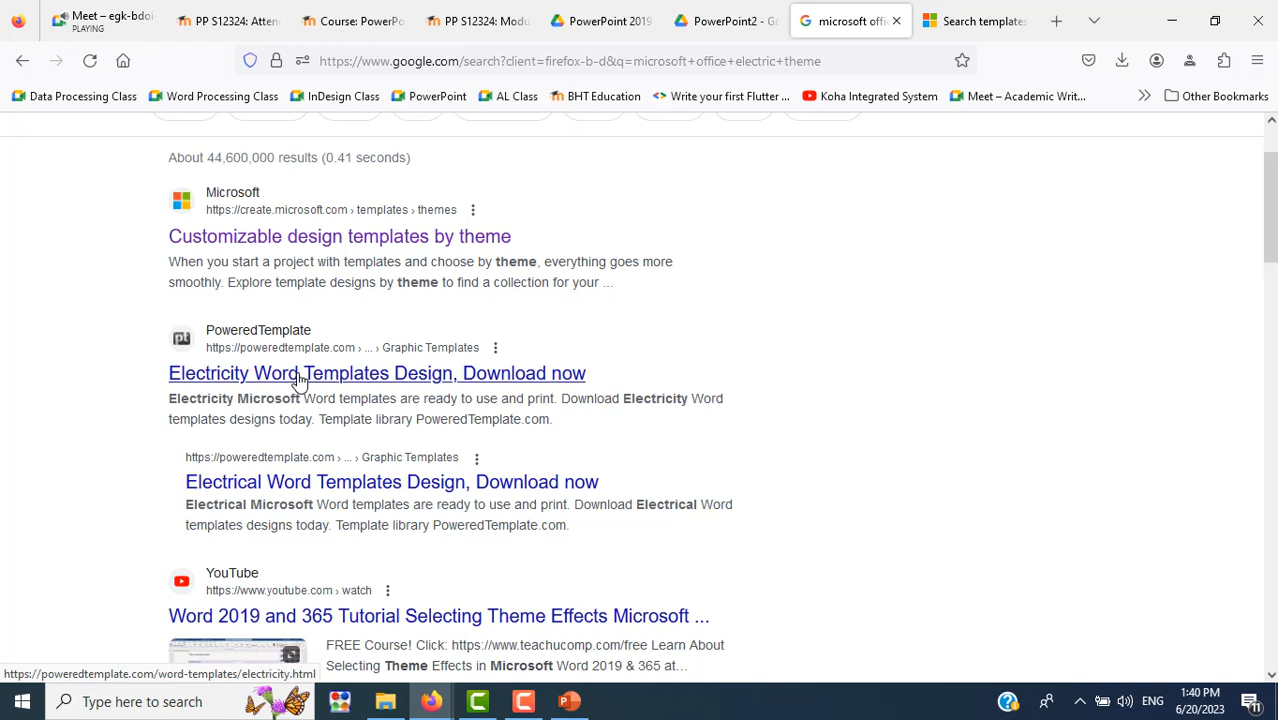 Meet – egk-bdoi-
PLAYING
PP S12324: Atten
Course: PowerPo
PP S12324: Modu
PowerPoint 2019
PowerPoint2 - Go
microsoft offi
Search templates
https://www.google.com/search?client=firefox-b-d&q=microsoft+office+electric+theme
Data Processing Class
Word Processing Class
InDesign Class
PowerPoint
AL Class
BHT Education
Write your first Flutter ...
Koha Integrated System
Meet – Academic Writ...
Other Bookmarks
About 44,600,000 results (0.41 seconds)
Microsoft
https://create.microsoft.com › templates › themes
Customizable design templates by theme
When you start a project with templates and choose by theme, everything goes more
smoothly. Explore template designs by theme to find a collection for your ...
PoweredTemplate
https://poweredtemplate.com › ... › Graphic Templates
Electricity Word Templates Design, Download now
Electricity Microsoft Word templates are ready to use and print. Download Electricity Word
templates designs today. Template library PoweredTemplate.com.
https://poweredtemplate.com › ... › Graphic Templates
Electrical Word Templates Design, Download now
Electrical Microsoft Word templates are ready to use and print. Download Electrical Word
templates designs today. Template library PoweredTemplate.com.
YouTube
https://www.youtube.com › watch
Word 2019 and 365 Tutorial Selecting Theme Effects Microsoft ...
FREE Course! Click: https://www.teachucomp.com/free Learn About
Selecting Theme Effects in Microsoft Word 2019 & 365 at...
https://poweredtemplate.com/word-templates/electricity.html
Type here to search
ENG
1:40 PM
6/20/2023
11